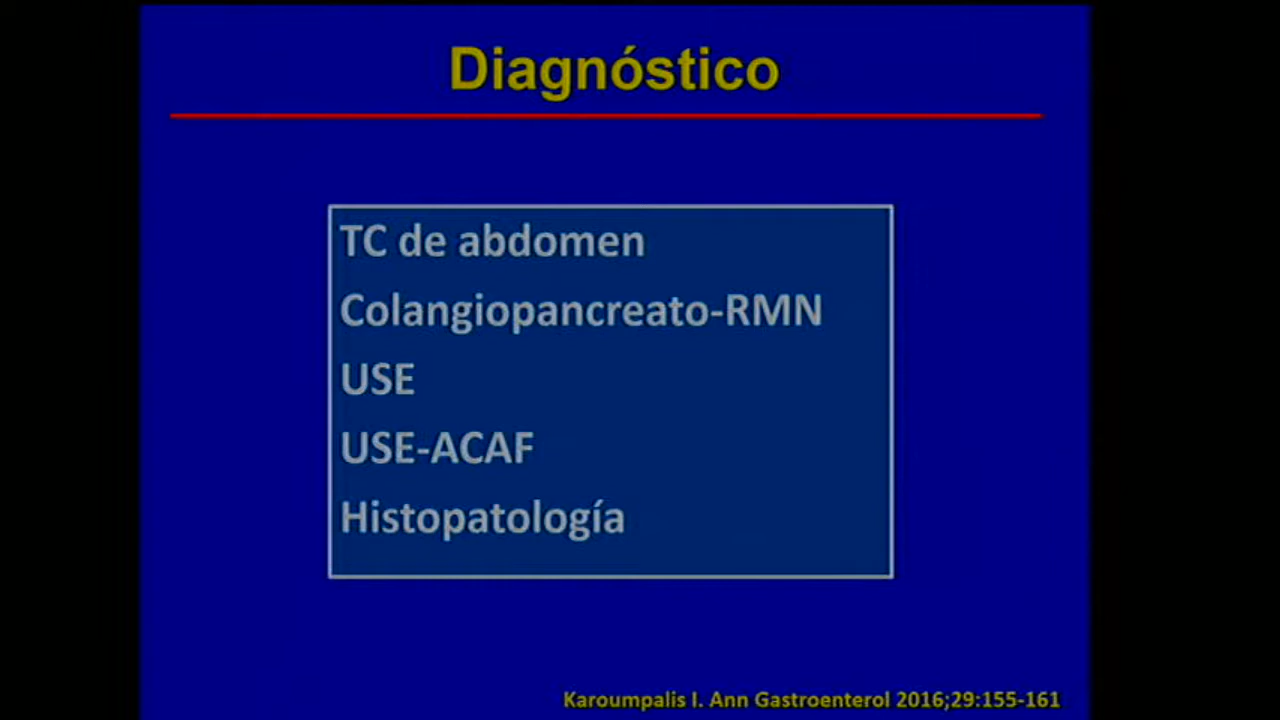 Diagnóstico
TC de abdomen
Colangiopancreato-RMN
USE
USE-ACAF
Histopatología
Karoumpalis I. Ann Gastroenterol 2016;29:155-161